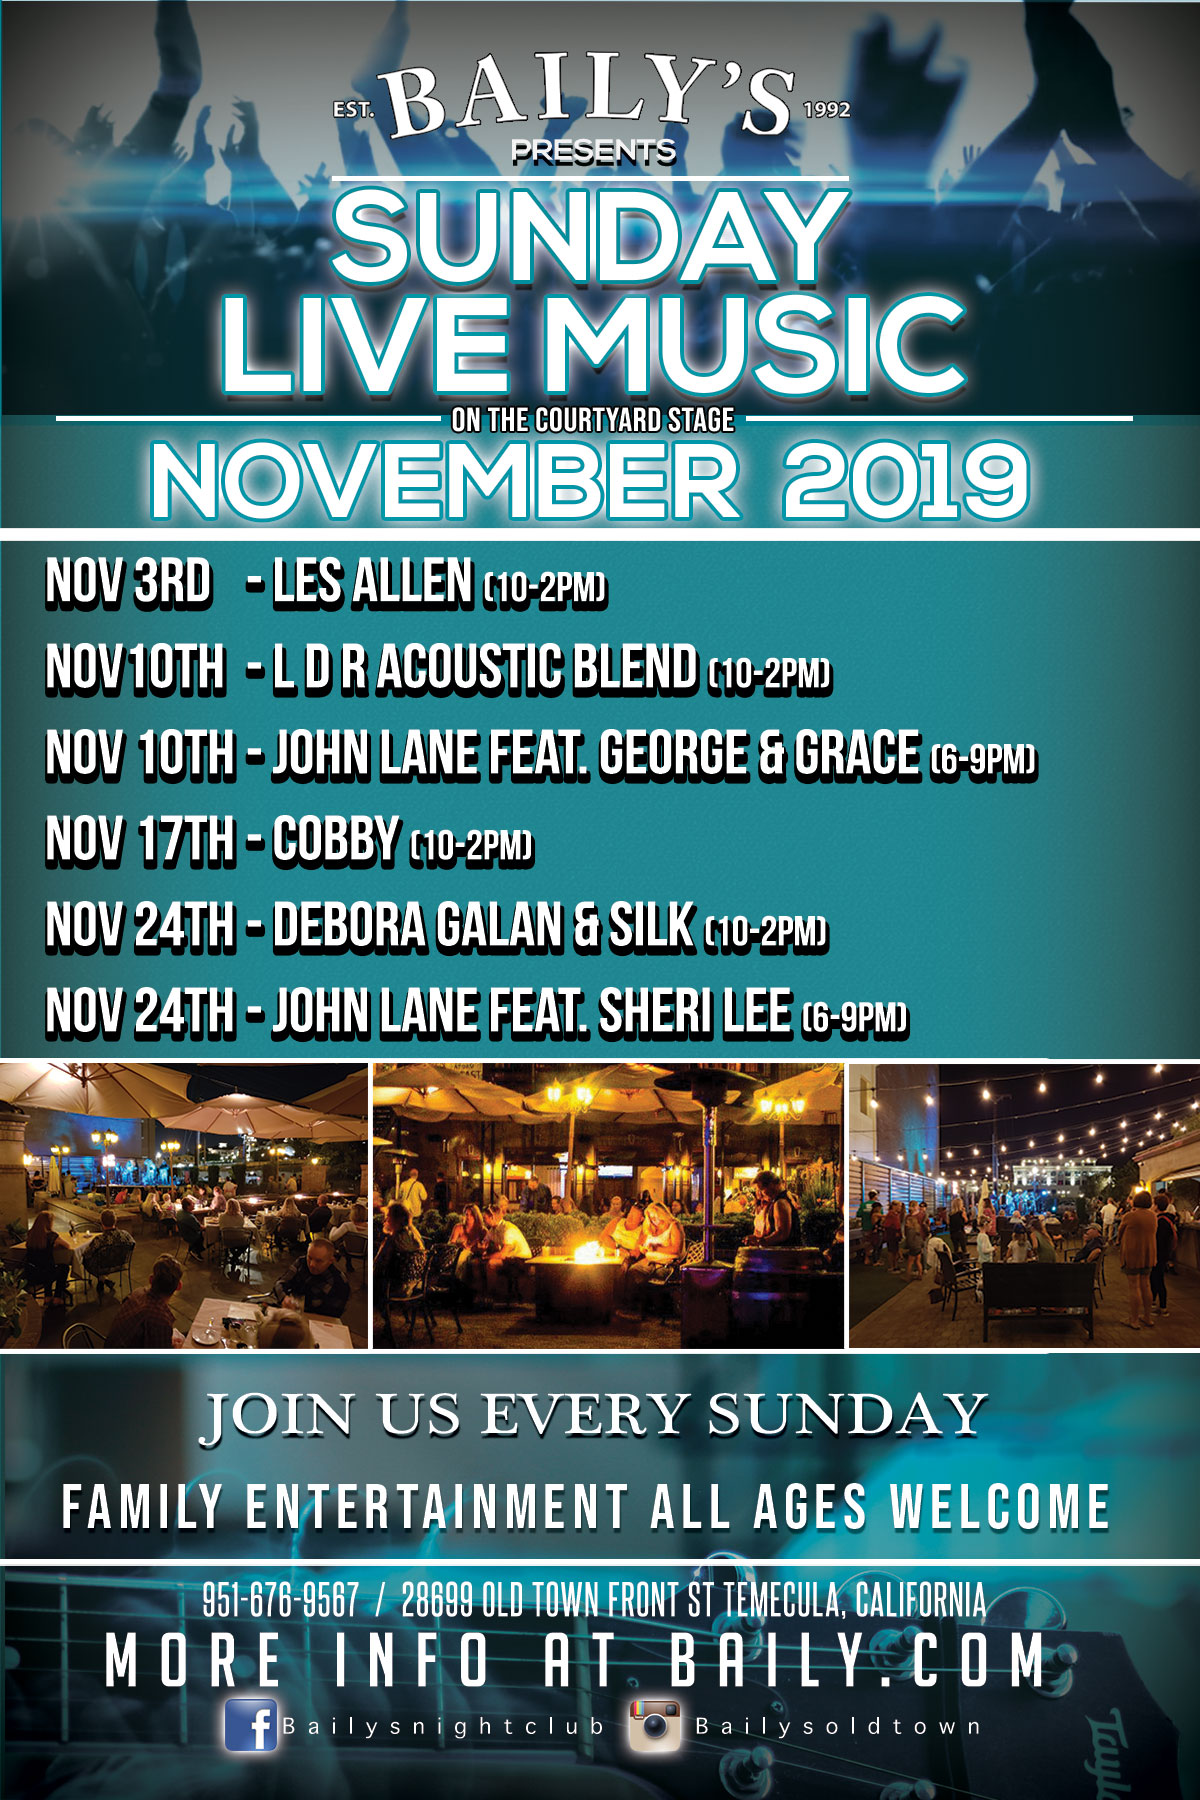 EST. BAILY'S 1992
PRESENTS
SUNDAY
LIVE MUSIC
ON THE COURTYARD STAGE
NOVEMBER 2019
NOV 3RD - LES ALLEN (10-2PM)
NOV10TH - L D R ACOUSTIC BLEND (10-2PM)
NOV 10TH - JOHN LANE FEAT. GEORGE & GRACE (6-9PM)
NOV 17TH - COBBY (10-2PM)
NOV 24TH - DEBORA GALAN & SILK (10-2PM)
NOV 24TH - JOHN LANE FEAT. SHERI LEE (6-9PM)
JOIN US EVERY SUNDAY
FAMILY ENTERTAINMENT ALL AGES WELCOME
951-676-9567 / 28699 OLD TOWN FRONT ST TEMECULA, CALIFORNIA
MORE INFO AT BAILY.COM
f Bailysnightclub Bailysoldtown